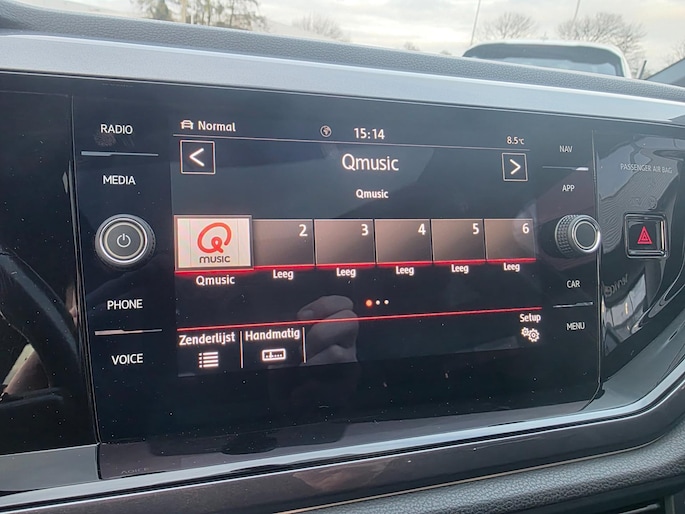 RADIO
MEDIA
PHONE
VOICE
Normal
15:14
8.5°C
<
Qmusic
>
Qmusic
Q
MUSIC
2
3
4
5
6
Qmusic
Leeg
Leeg
Leeg
Leeg
Leeg
Zenderlijst
Handmatig
Setup
NAV
APP
CAR
MENU
PASSENGER AIR BAG